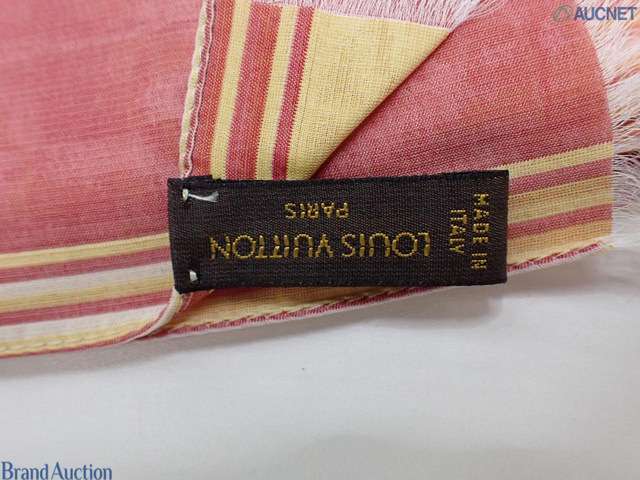 AUCNET
LOUIS VUITTON
PARIS
MADE IN
ITALY
Brand Auction